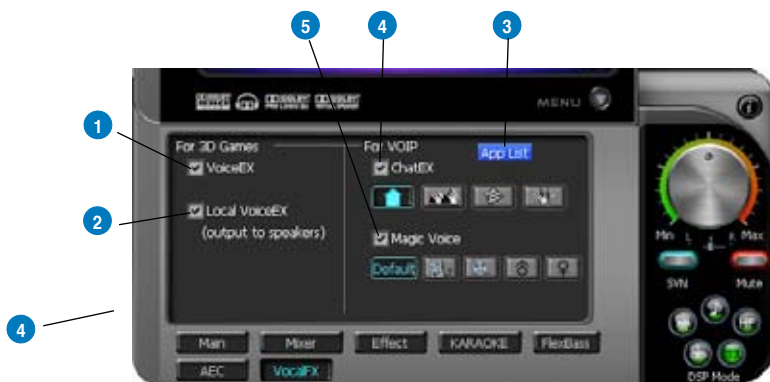 5
4
3
MENU
1
For 3D Games
For VOIP
App List
VoiceEX
ChatEX
2
Local VoiceEX
(output to speakers)
Magic Voice
Default
Min
L
R
Max
SVN
Mute
4
Main
Mixer
Effect
KARAOKE
FlexBass
AEC
VocalFX
DSP Mode